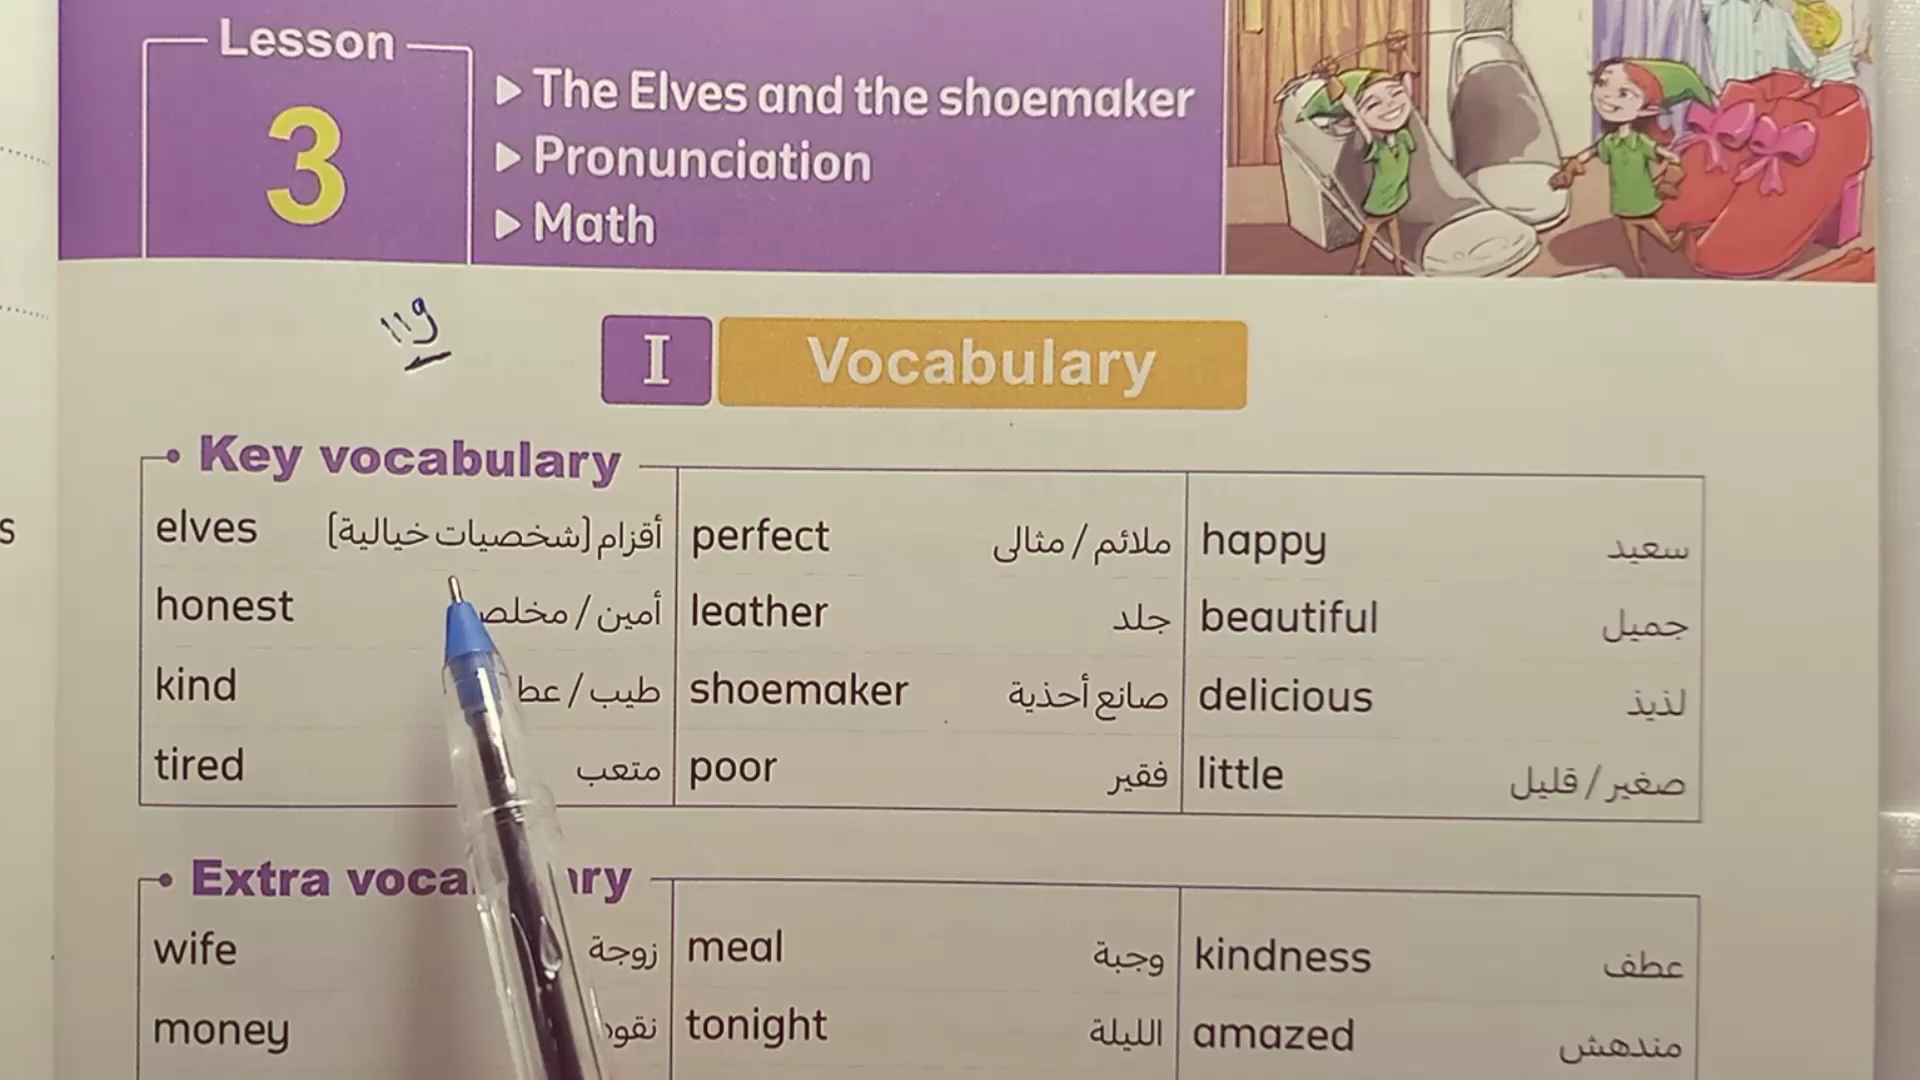 Lesson
3
▶ The Elves and the shoemaker
▶ Pronunciation
▶ Math
I Vocabulary
• Key vocabulary
elves أقزام (شخصيات خيالية) perfect ملائم / مثالى happy سعيد
honest أمين / مخلص leather جلد beautiful جميل
kind طيب / shoemaker صانع أحذية delicious لذيذ
tired متعب poor فقير little صغير / قليل
• Extra
wife زوجة meal وجبة kindness عطف
money tonight الليلة amazed مندهش
s